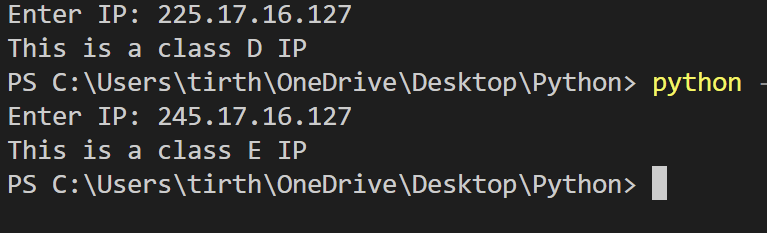 Enter IP: 225.17.16.127
This is a class D IP
PS C:\Users\tirth\OneDrive\Desktop\Python> python -
Enter IP: 245.17.16.127
This is a class E IP
PS C:\Users\tirth\OneDrive\Desktop\Python>